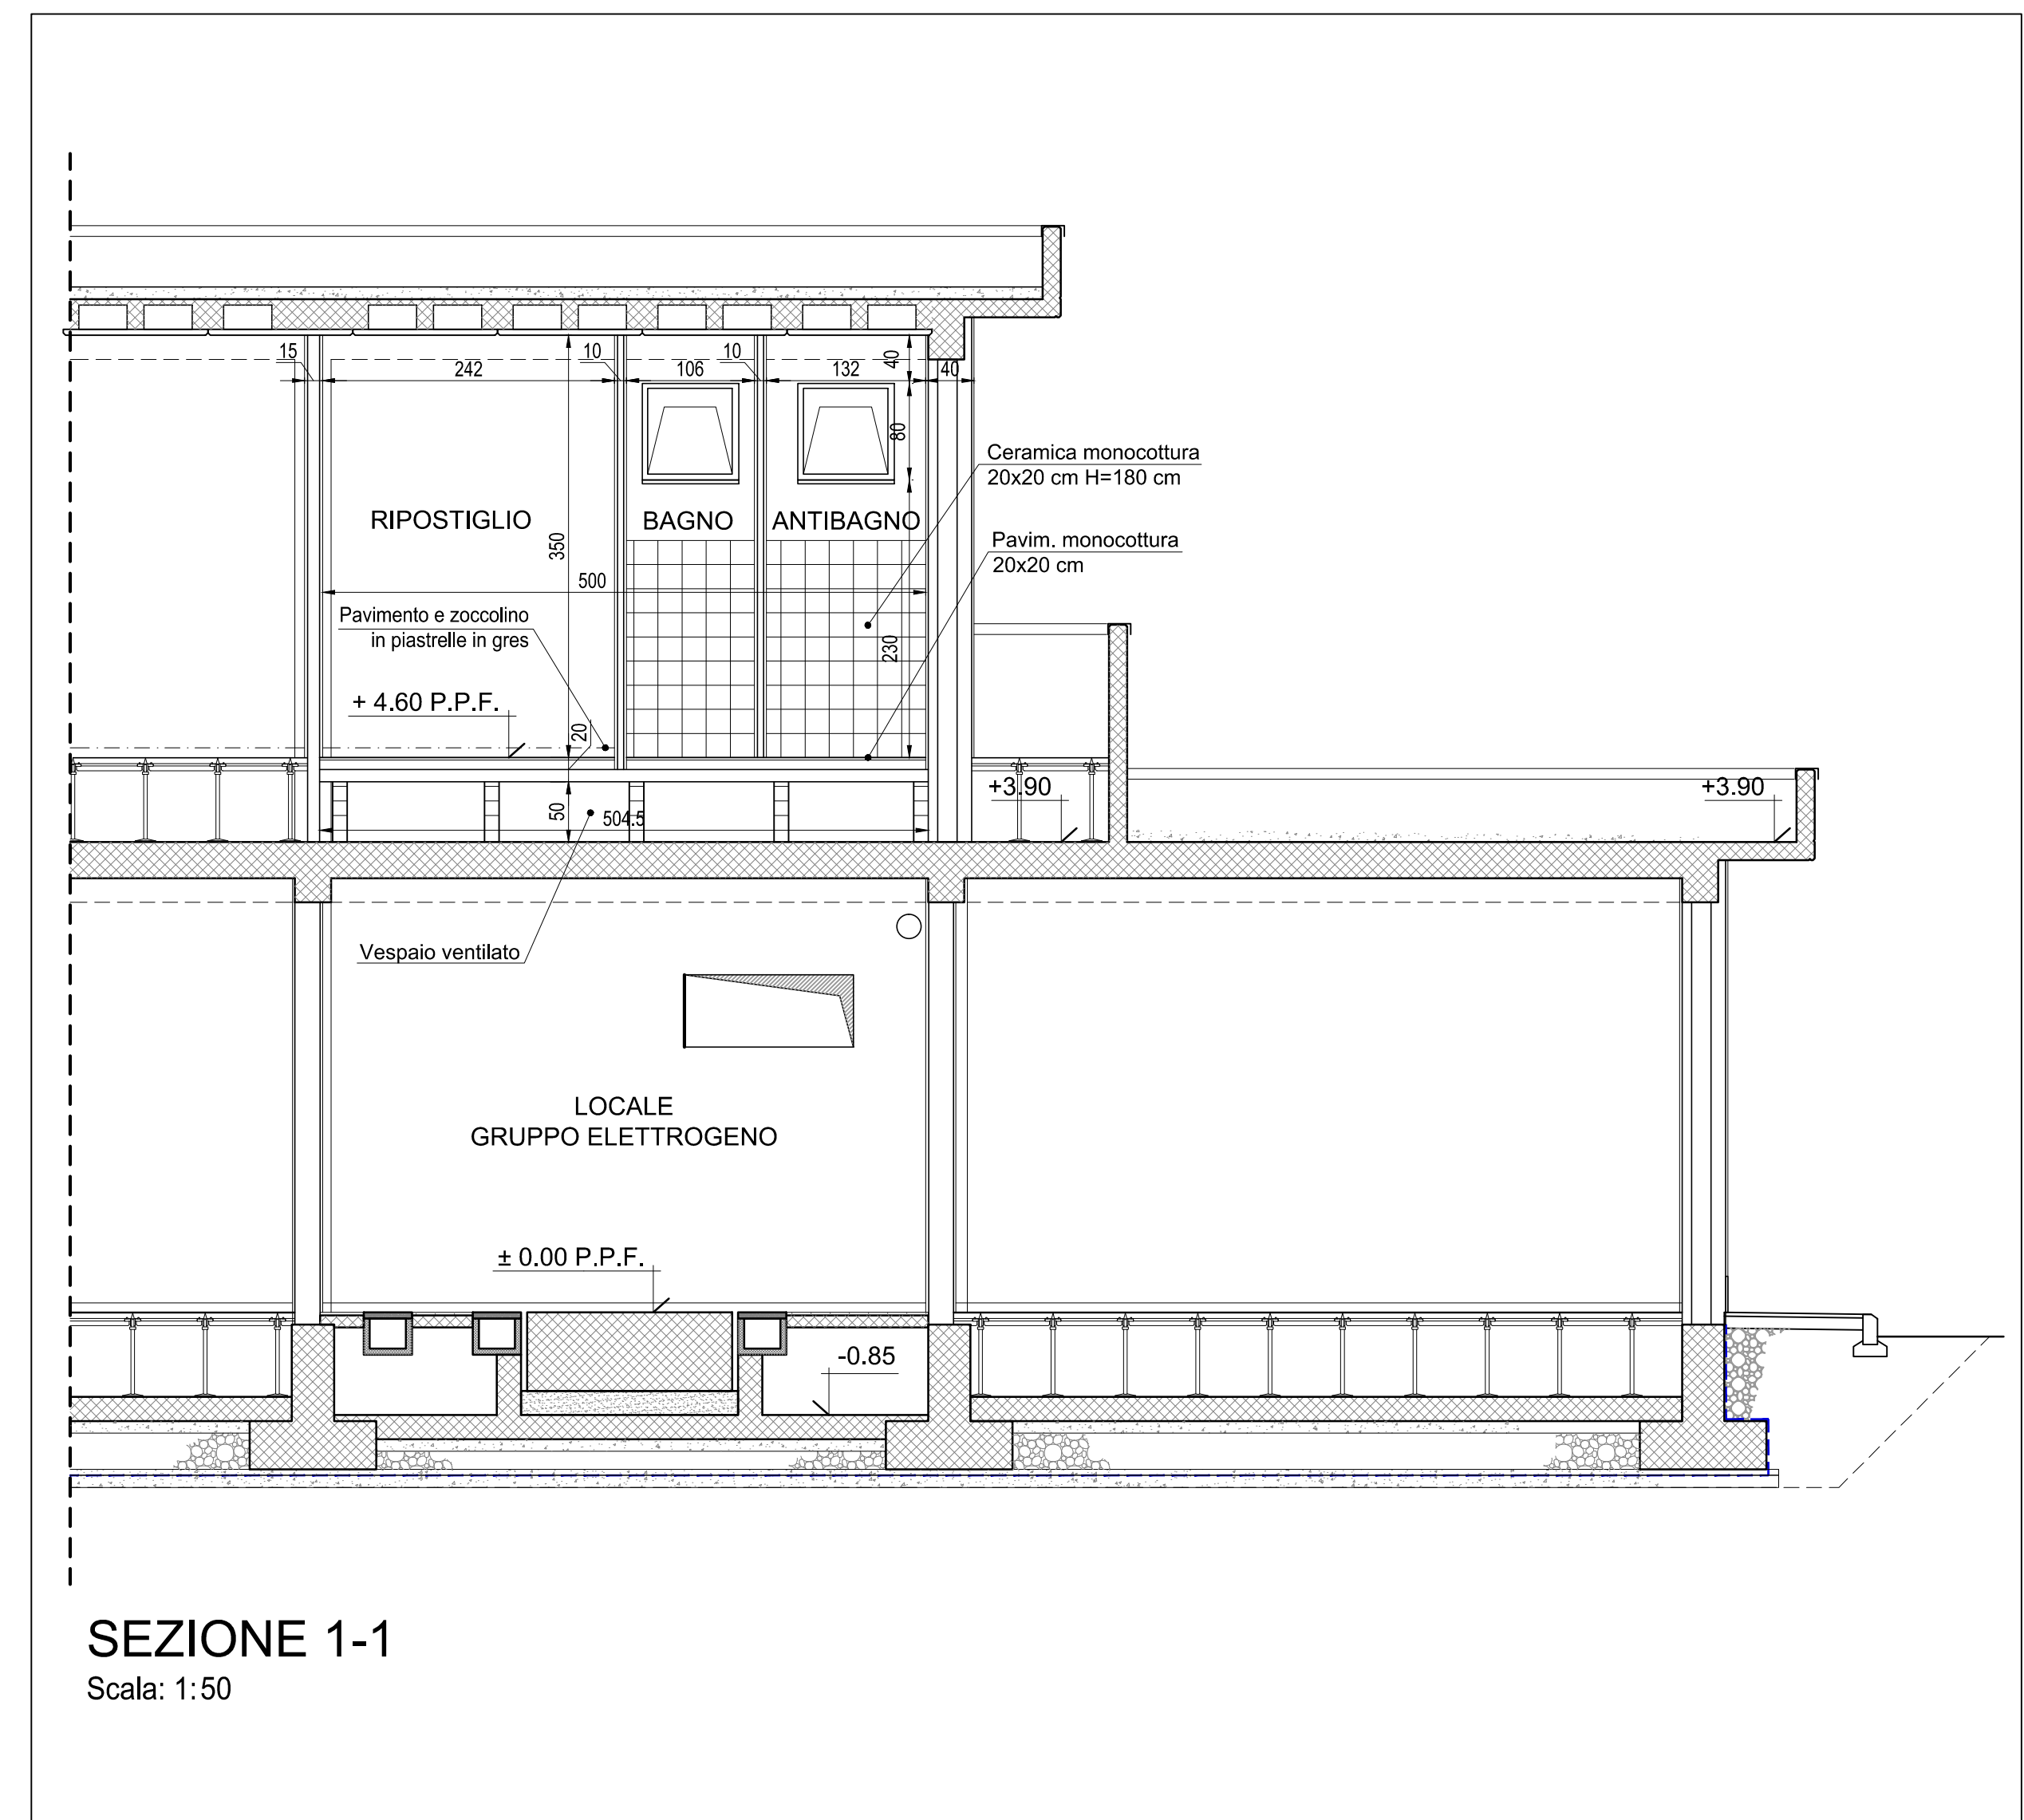 15
242
10
106
10
132
40
40
80
Ceramica monocottura
20x20 cm H=180 cm
RIPOSTIGLIO
BAGNO
ANTIBAGNO
350
Pavim. monocottura
20x20 cm
500
Pavimento e zoccolino
in piastrelle in gres
230
+ 4.60 P.P.F.
20
+3.90
+3.90
50
504.5
Vespaio ventilato
LOCALE
GRUPPO ELETTROGENO
± 0.00 P.P.F.
-0.85
SEZIONE 1-1
Scala: 1:50